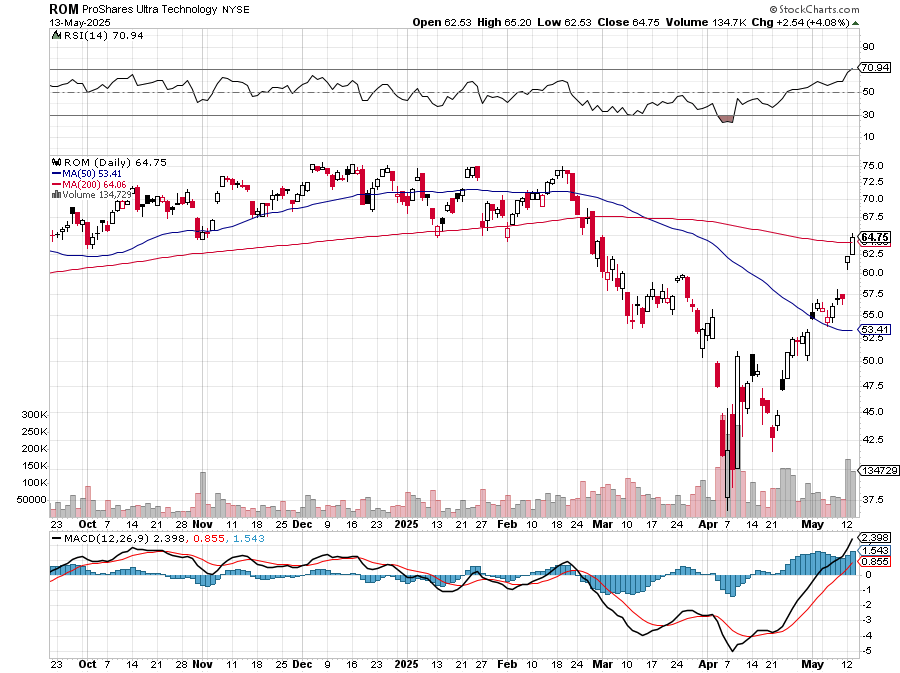 ROM ProShares Ultra Technology NYSE
© StockCharts.com
13-May-2025
Open 62.53 High 65.20 Low 62.53 Close 64.75 Volume 134.7K Chg +2.54 (+4.08%)
RSI(14) 70.94
90
70.94
50
30
10
ROM (Daily) 64.75
MA(50) 53.41
MA(200) 64.06
Volume 134,729
75.0
72.5
70.0
67.5
64.75
62.5
60.0
57.5
55.0
53.41
52.5
50.0
47.5
45.0
42.5
37.5
300K
250K
200K
150K
100K
50000
134729
23 Oct 7 14 21 28 Nov 11 18 25 Dec 9 16 23 2025 13 21 27 Feb 10 18 24 Mar 10 17 24 Apr 7 14 21 May 12
MACD(12,26,9) 2.398, 0.855, 1.543
2.398
1.543
0.855
0
-1
-2
-3
-4
-5
23 Oct 7 14 21 28 Nov 11 18 25 Dec 9 16 23 2025 13 21 27 Feb 10 18 24 Mar 10 17 24 Apr 7 14 21 May 12